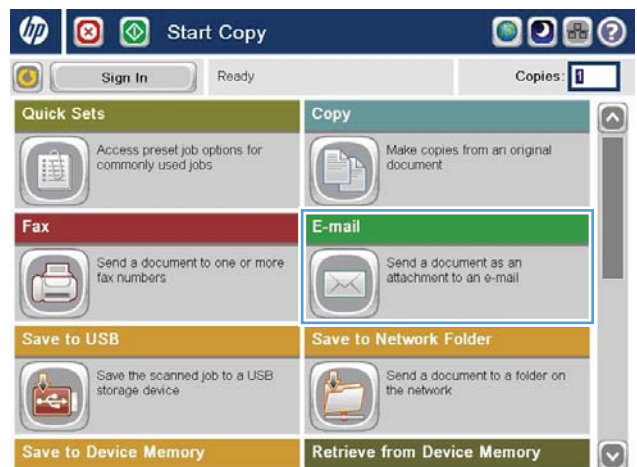 hp
Start Copy
?
Sign In
Ready
Copies: 1
Quick Sets
Copy
Access preset job options for
commonly used jobs
Make copies from an original
document
Fax
E-mail
Send a document to one or more
fax numbers
Send a document as an
attachment to an e-mail
Save to USB
Save to Network Folder
Save the scanned job to a USB
storage device
Send a document to a folder on
the network
Save to Device Memory
Retrieve from Device Memory